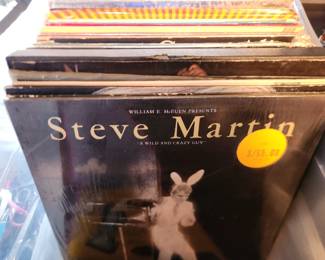 WILLIAM E. McEUEN PRESENTS
Steve Martin
"A WILD AND CRAZY GUY"